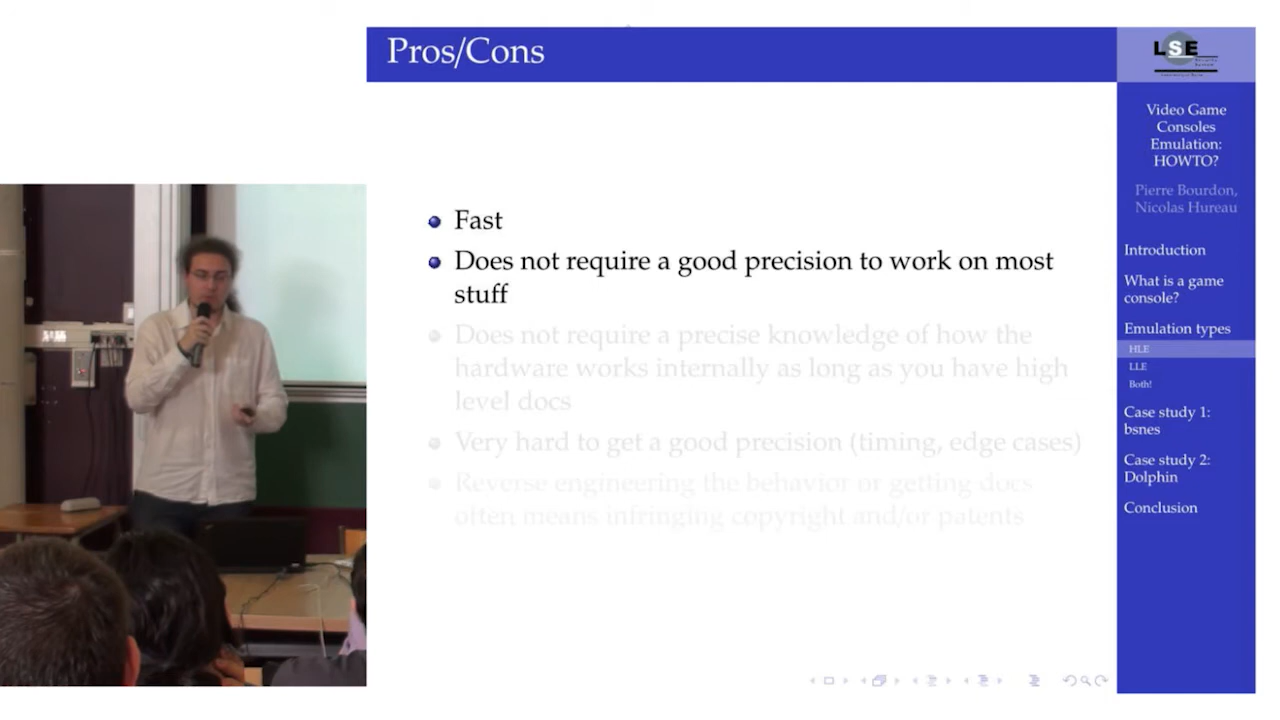 Pros/Cons
Fast
Does not require a good precision to work on most
stuff
Does not require a precise knowledge of how the
hardware works internally as long as you have high
level docs
Very hard to get a good precision (timing, edge cases)
Reverse engineering the behavior or getting docs
often means infringing copyright and/or patents
LSE
Video Game
Consoles
Emulation:
HOWTO?
Pierre Bourdon,
Nicolas Hureau
Introduction
What is a game
console?
Emulation types
HLE
LLE
Both!
Case study 1:
bsnes
Case study 2:
Dolphin
Conclusion